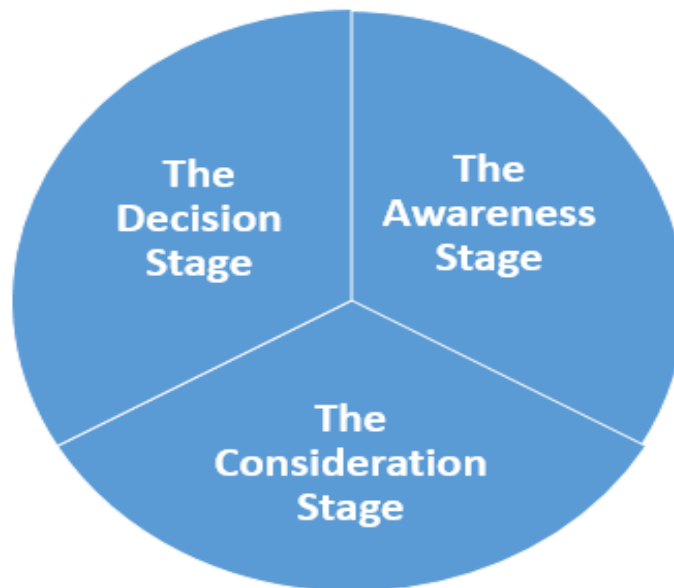 The
Decision
Stage
The
Awareness
Stage
The
Consideration
Stage